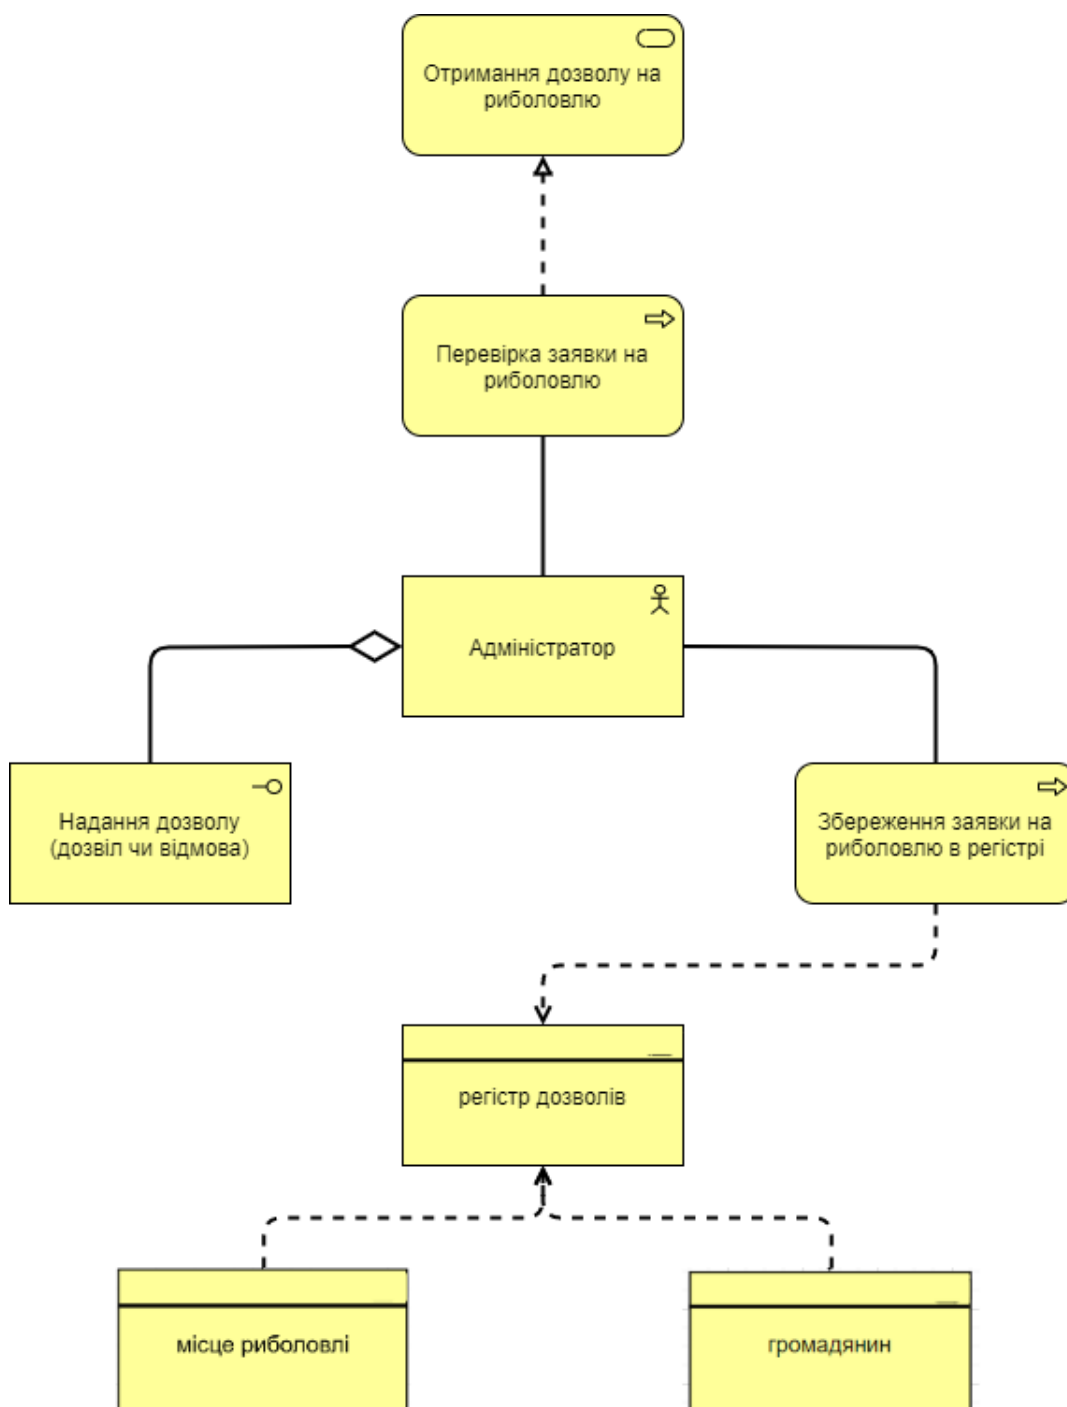 Отримання дозволу на
риболовлю
Перевірка заявки на
риболовлю
Адміністратор
Надання дозволу
(дозвіл чи відмова)
Збереження заявки на
риболовлю в регістрі
регістр дозволів
місце риболовлі
громадянин